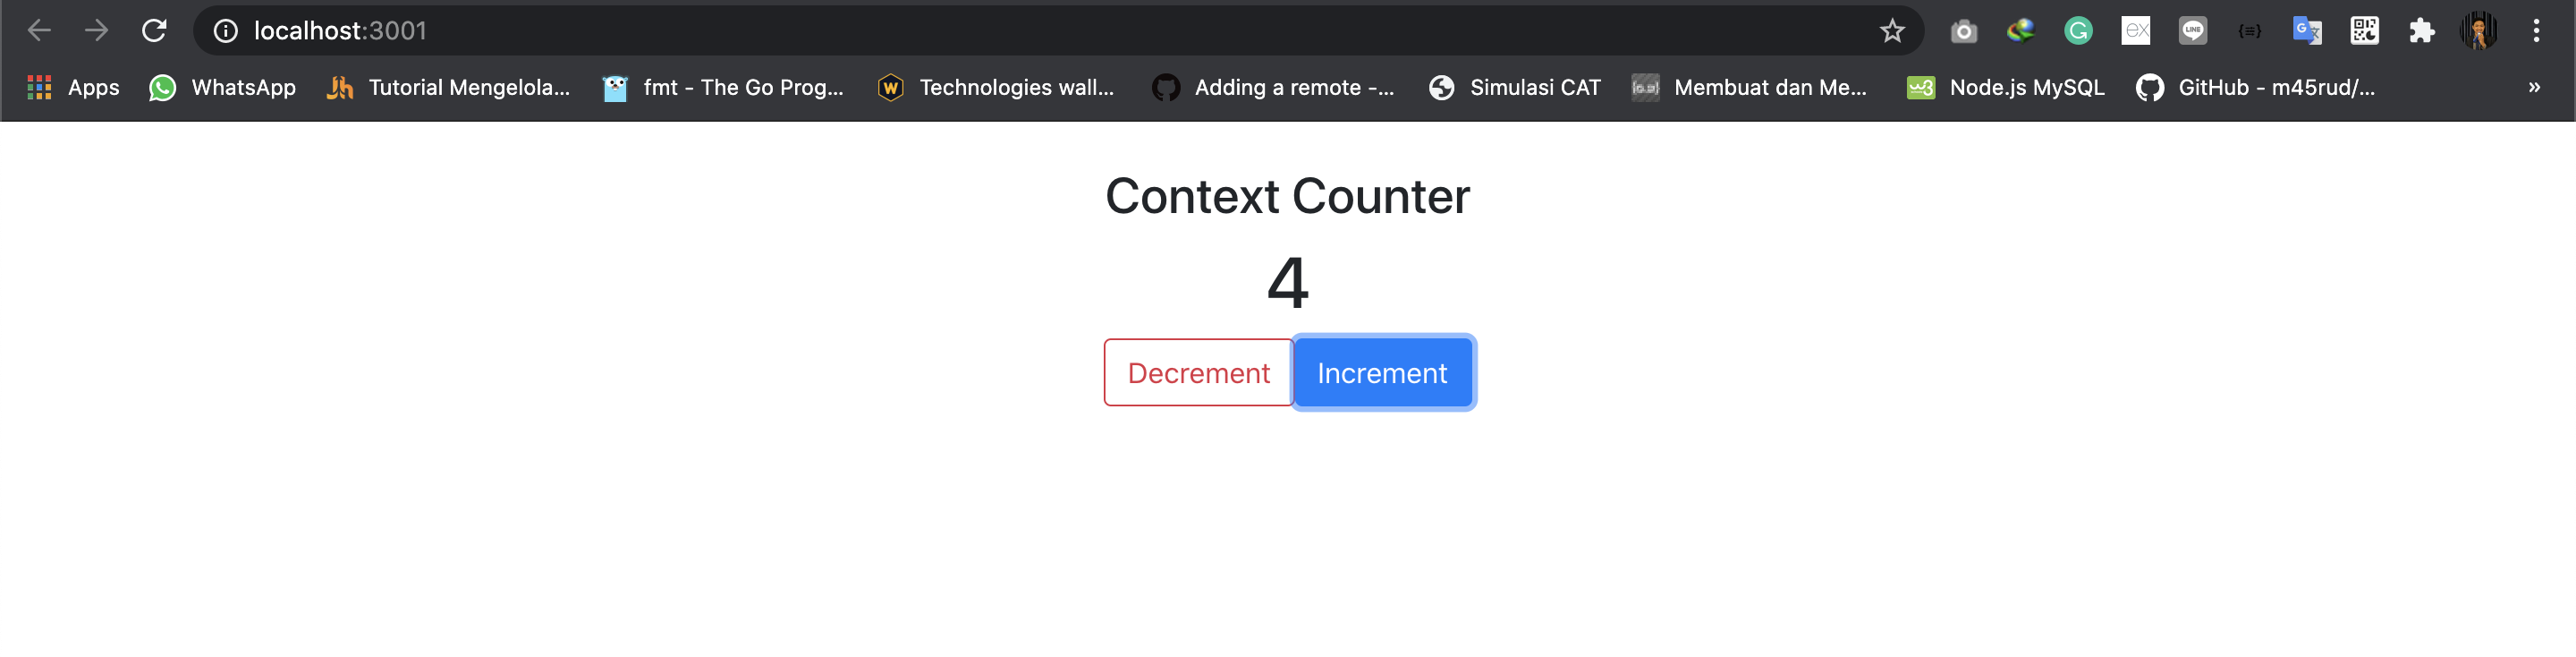 localhost:3001
Apps WhatsApp Tutorial Mengelola... fmt - The Go Prog... Technologies wall... Adding a remote -... Simulasi CAT Membuat dan Me... Node.js MySQL GitHub - m45rud/... »
Context Counter
4
Decrement Increment